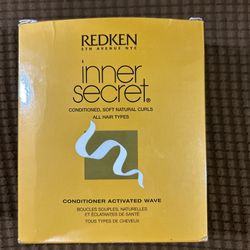 REDKEN
5TH AVENUE NYC
inner
secret®
CONDITIONED, SOFT NATURAL CURLS
ALL HAIR TYPES
CONDITIONER ACTIVATED WAVE
BOUCLES SOUPLES, NATURELLES
ET ÉCLATANTES DE SANTÉ
TOUS TYPES DE CHEVEUX